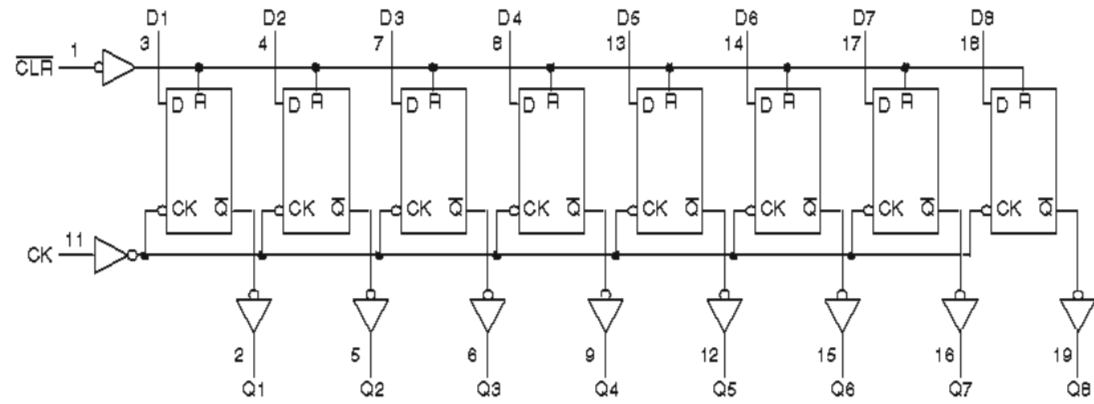 D1 D2 D3 D4 D5 D6 D7 D8
3 4 7 8 13 14 17 18
1
C̅L̅R̅
D R D R D R D R D R D R D R D R
CK Q̅ CK Q̅ CK Q̅ CK Q̅ CK Q̅ CK Q̅ CK Q̅ CK Q̅
11
CK
2 5 6 9 12 15 16 19
Q1 Q2 Q3 Q4 Q5 Q6 Q7 Q8